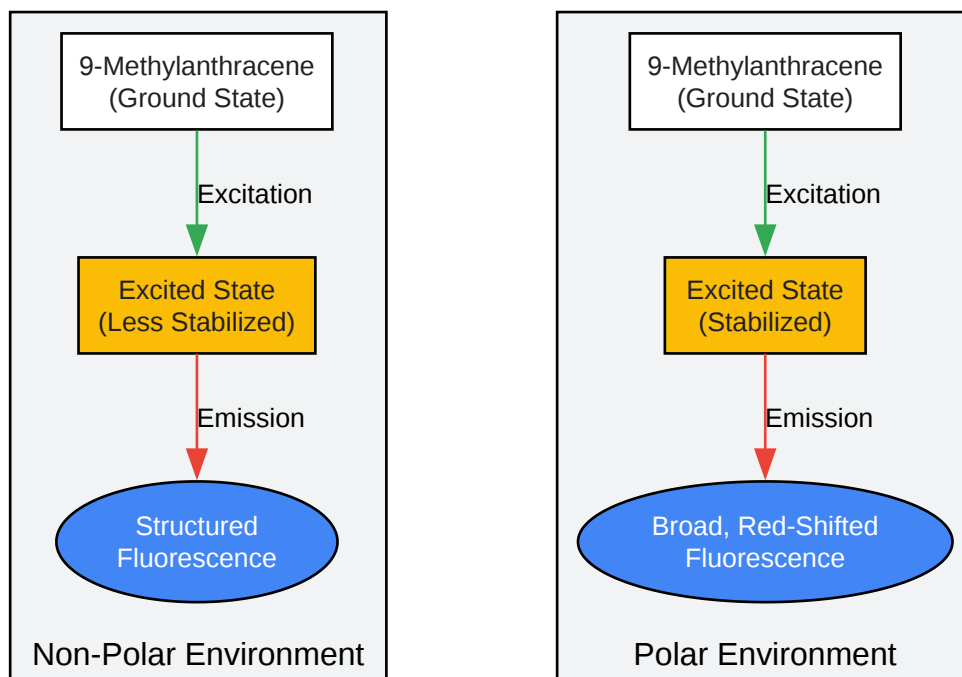 9-Methylanthracene
(Ground State)
Excitation
Excited State
(Less Stabilized)
Emission
Structured
Fluorescence
Non-Polar Environment
9-Methylanthracene
(Ground State)
Excitation
Excited State
(Stabilized)
Emission
Broad, Red-Shifted
Fluorescence
Polar Environment